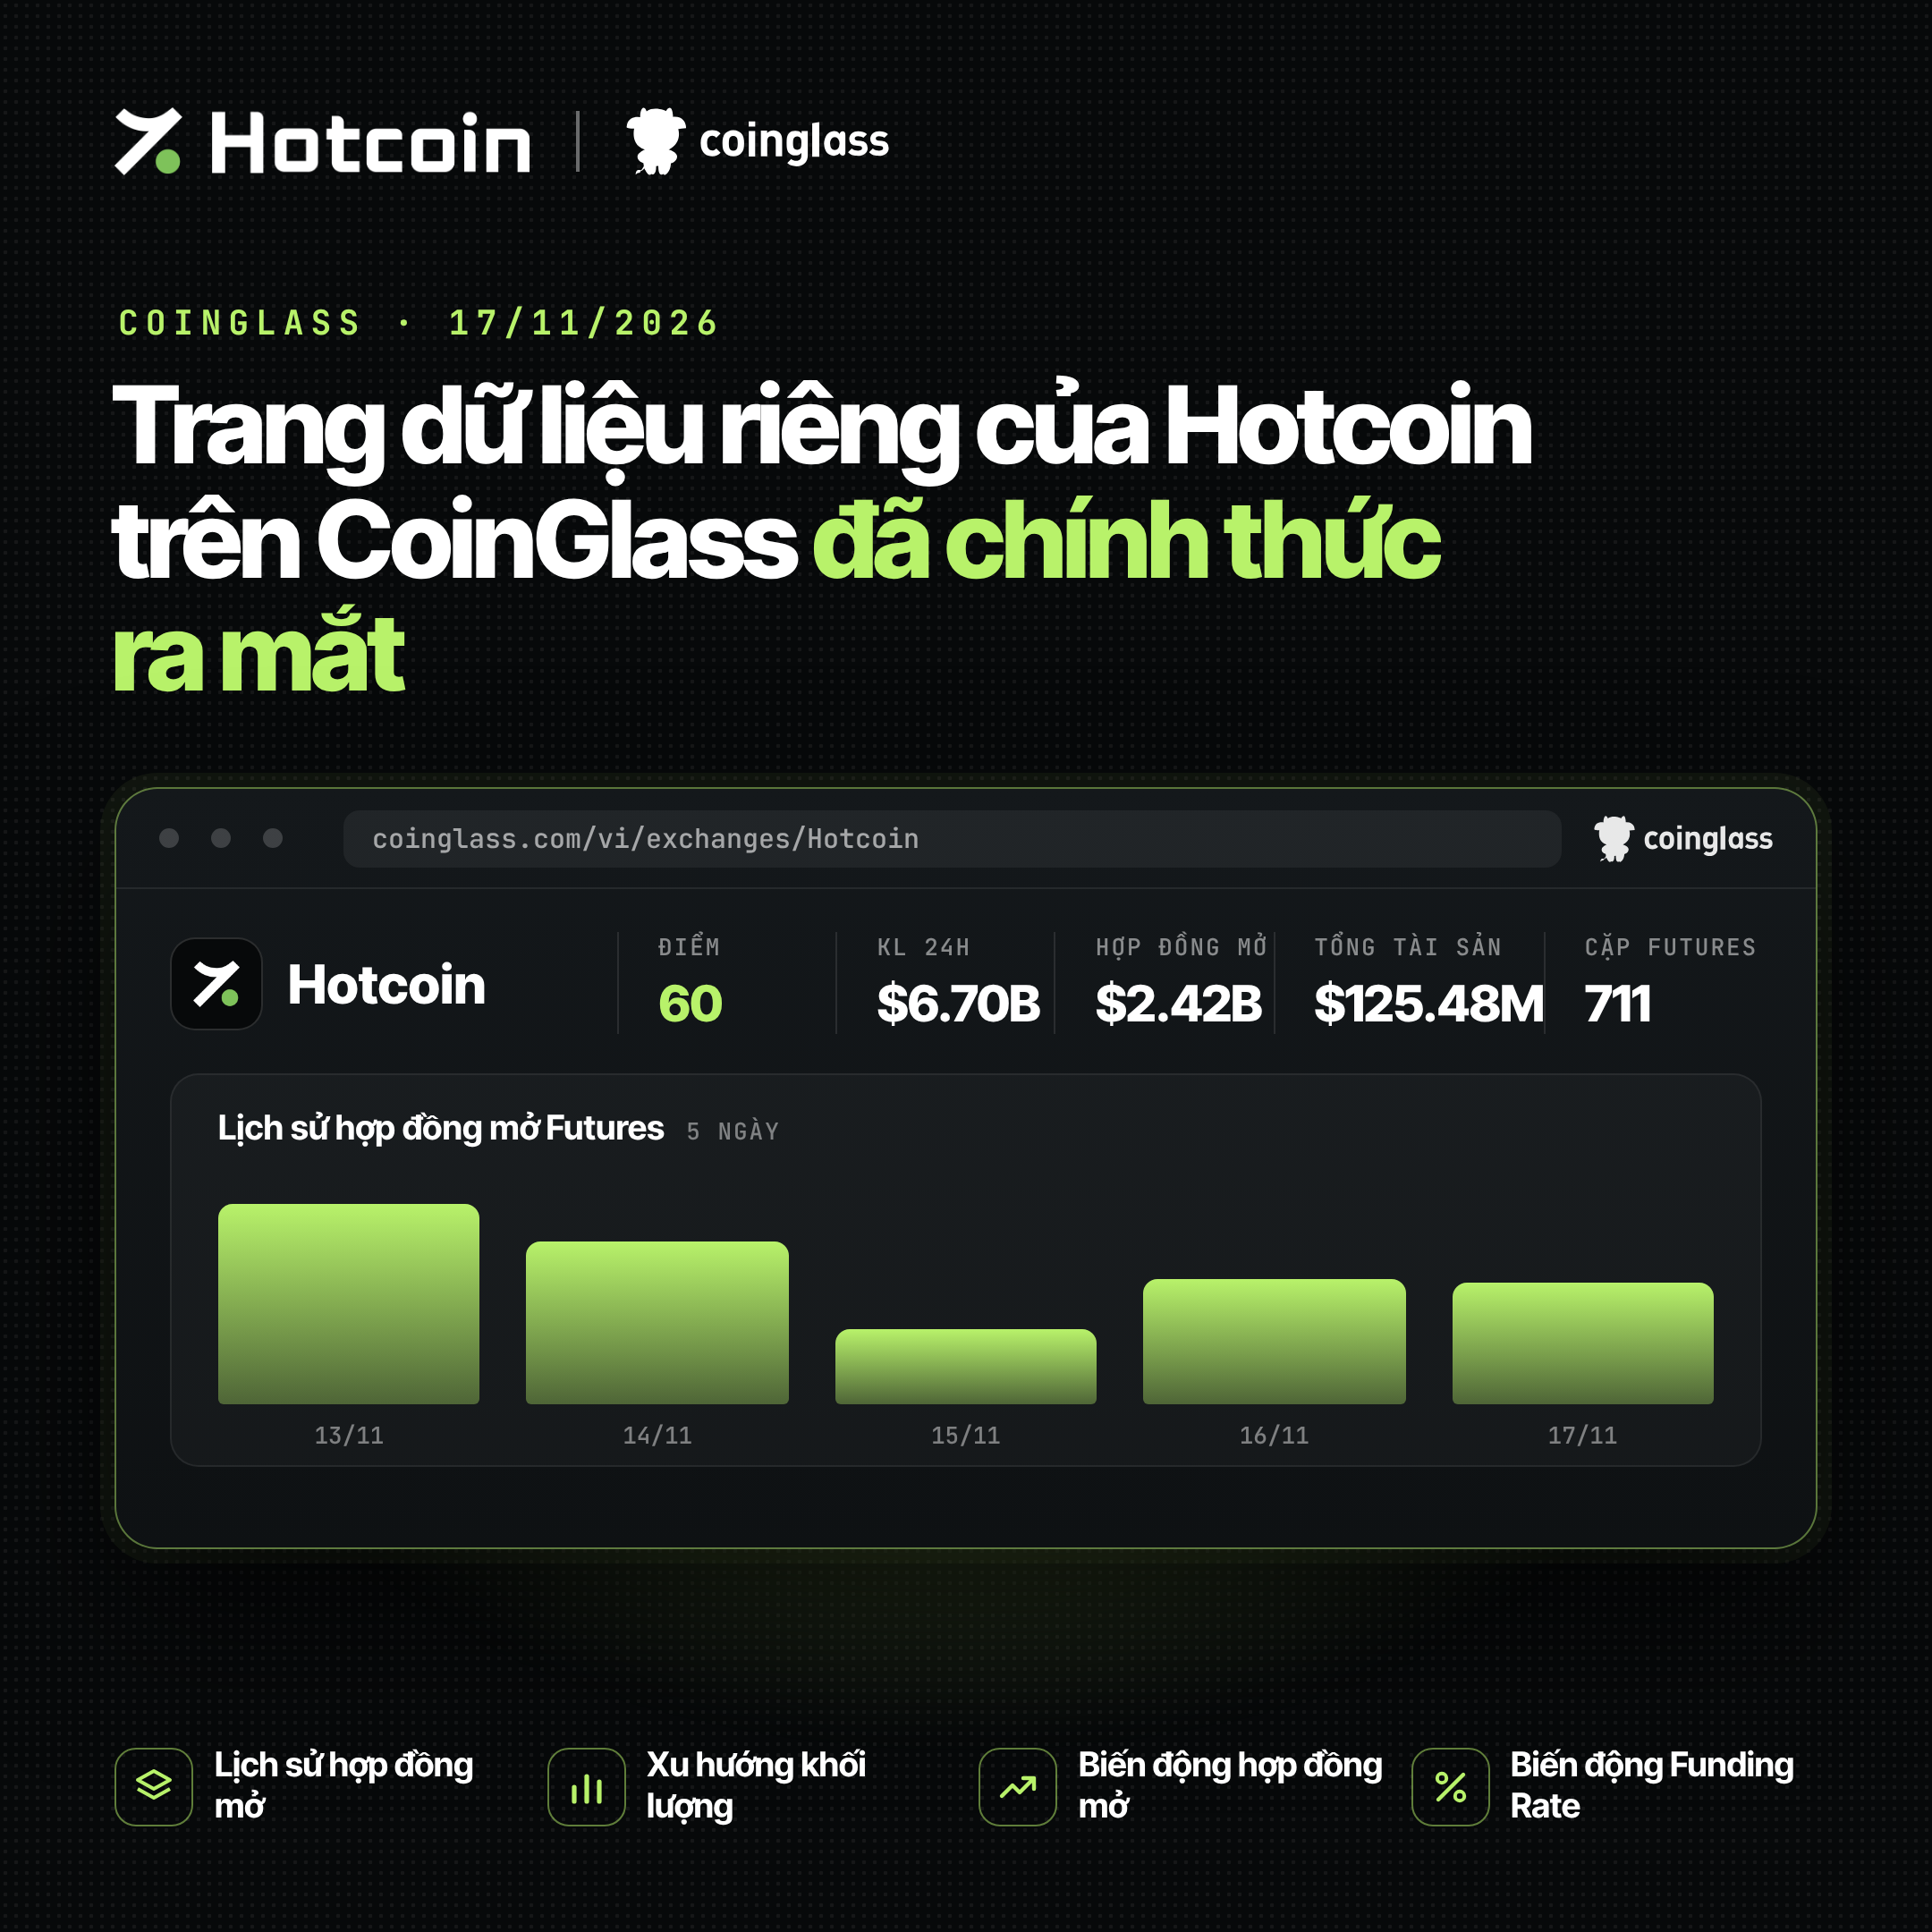 Hotcoin
coinglass
COINGLASS · 17/11/2026
Trang dữ liệu riêng của Hotcoin
trên CoinGlass đã chính thức
ra mắt
coinglass.com/vi/exchanges/Hotcoin
coinglass
Hotcoin
ĐIỂM
60
KL 24H
$6.70B
HỢP ĐỒNG MỞ
$2.42B
TỔNG TÀI SẢN
$125.48M
CẶP FUTURES
711
Lịch sử hợp đồng mở Futures 5 NGÀY
13/11
14/11
15/11
16/11
17/11
Lịch sử hợp đồng
mở
Xu hướng khối
lượng
Biến động hợp đồng
mở
Biến động Funding
Rate